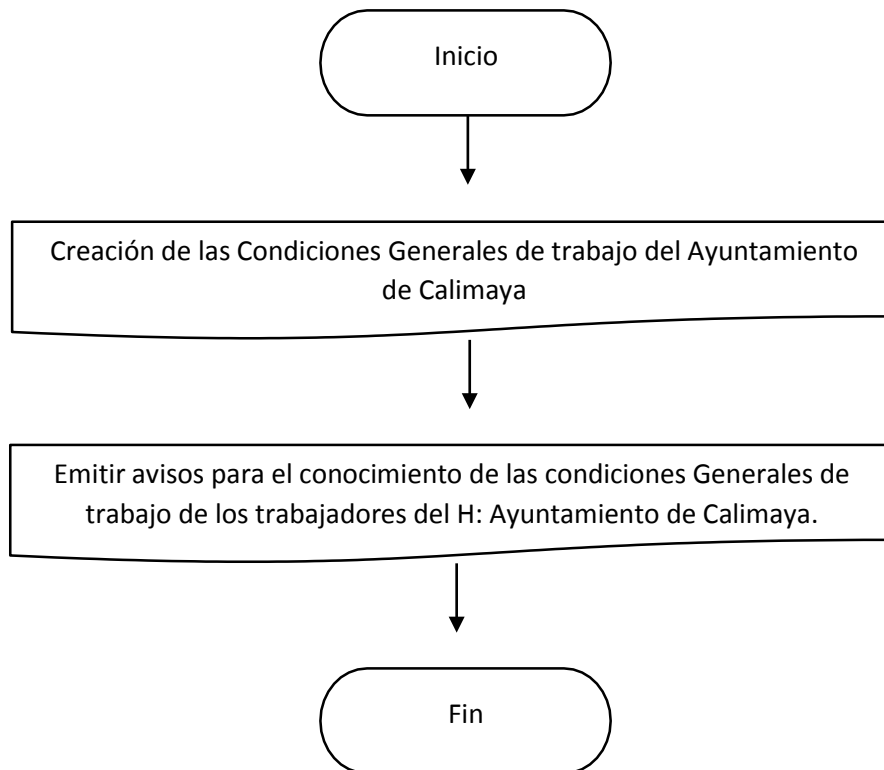 Inicio
Creación de las Condiciones Generales de trabajo del Ayuntamiento
de Calimaya
Emitir avisos para el conocimiento de las condiciones Generales de
trabajo de los trabajadores del H: Ayuntamiento de Calimaya.
Fin